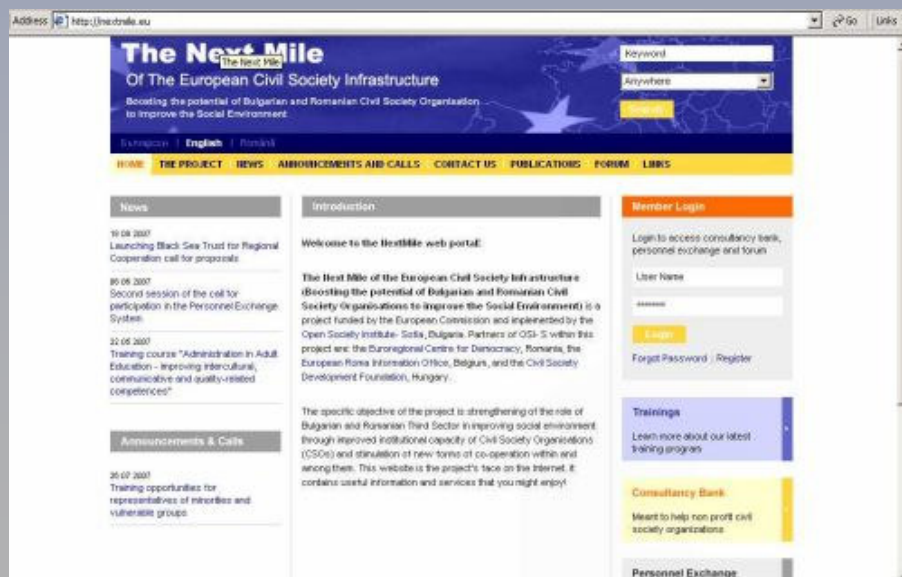 Address http://nextmile.eu Go Links
The Next Mile
The Next Mile
Of The European Civil Society Infrastructure
Boosting the potential of Bulgarian and Romanian Civil Society Organisation
to Improve the Social Environment
Keyword
Anywhere
Search
English | Română
HOME THE PROJECT NEWS ANNOUNCEMENTS AND CALLS CONTACT US PUBLICATIONS FORUM LINKS
News
2007
Launching Black Sea Trust for Regional
Cooperation call for proposals
2007
Second session of the call for
participation in the Personnel Exchange
System
22 05 2007
Training course "Administration in Adult
Education - improving intercultural,
communicative and quality-related
competences"
Announcements & Calls
26 07 2007
Training opportunities for
representatives of minorities and
vulnerable groups
Introduction
Welcome to the NextMile web portal!
The Next Mile of the European Civil Society Infrastructure
(Boosting the potential of Bulgarian and Romanian Civil
Society Organisations to improve the Social Environment) is a
project funded by the European Commission and implemented by the
Open Society Institute- Sofia, Bulgaria. Partners of OSI- S within this
project are: the Euroregional Centre for Democracy, Romania, the
European Roma Information Office, Belgium, and the Civil Society
Development Foundation, Hungary.
The specific objective of the project is strengthening of the role of
Bulgarian and Romanian Third Sector in improving social environment
through improved institutional capacity of Civil Society Organisations
(CSOs) and stimulation of new forms of co-operation within and
among them. This website is the project's face on the Internet. It
contains useful information and services that you might enjoy!
Member Login
Login to access consultancy bank,
personnel exchange and forum
User Name
Login
Forgot Password | Register
Trainings
Learn more about our latest
training program
Consultancy Bank
Meant to help non profit civil
society organizations
Personnel Exchange